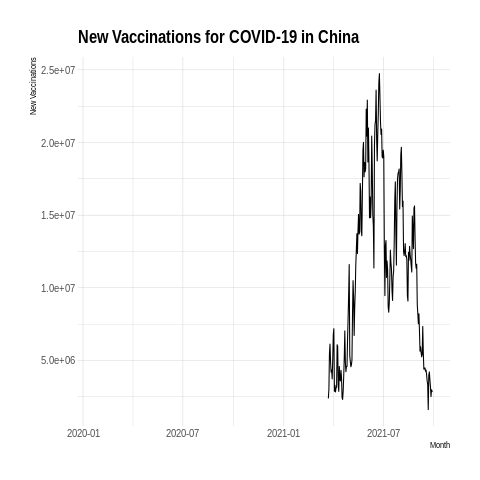 New Vaccinations for COVID-19 in China
New Vaccinations
2.5e+07
2.0e+07
1.5e+07
1.0e+07
5.0e+06
2020-01 2020-07 2021-01 2021-07
Month